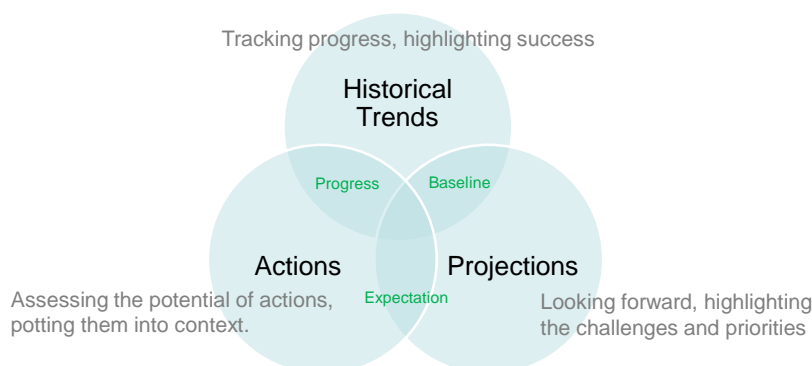 Tracking progress, highlighting success
Historical
Trends
Progress
Baseline
Actions
Projections
Assessing the potential of actions,
potting them into context.
Expectation
Looking forward, highlighting
the challenges and priorities